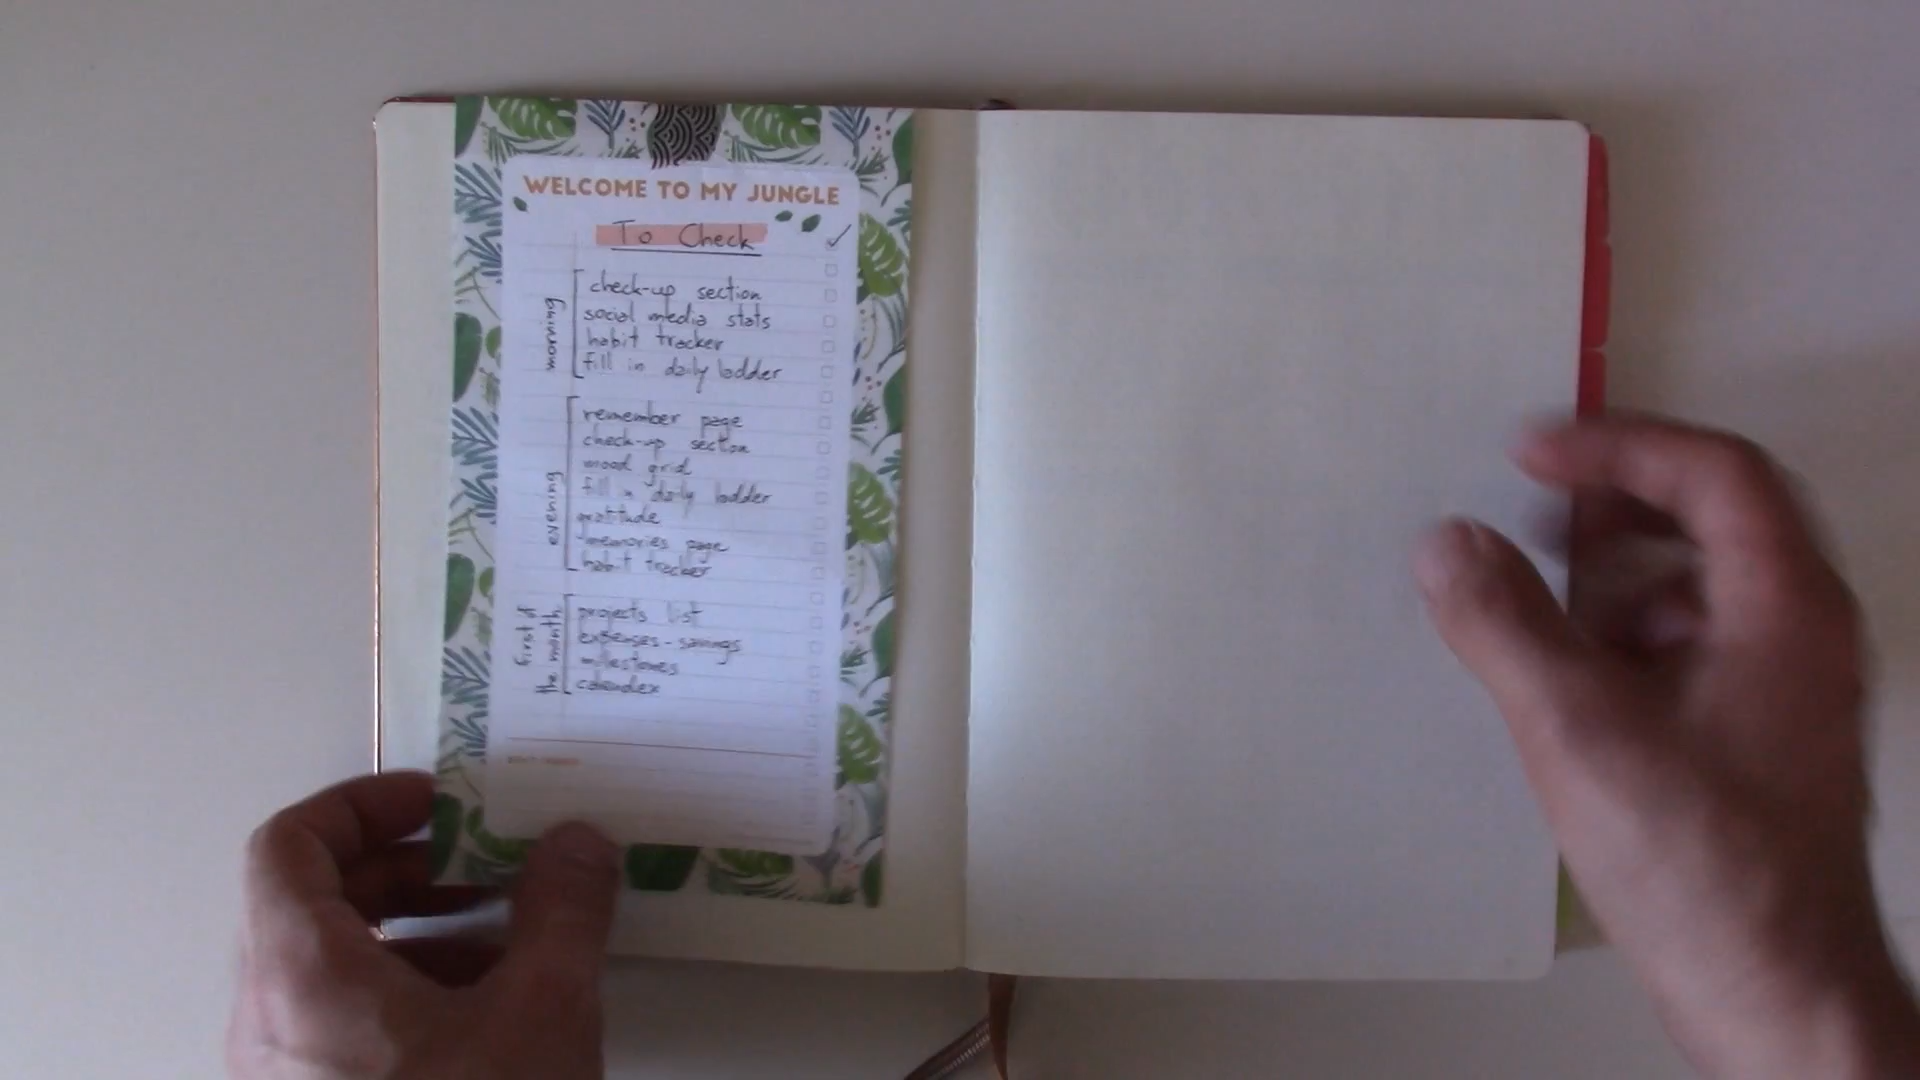 WELCOME TO MY JUNGLE
To Check
morning
check-up section
social media stats
habit tracker
fill in daily ladder
evening
remember page
check-up section
mood grid
fill in daily ladder
gratitude
memories page
habit tracker
first of
the month
projects list
expenses - savings
milestones
calendex